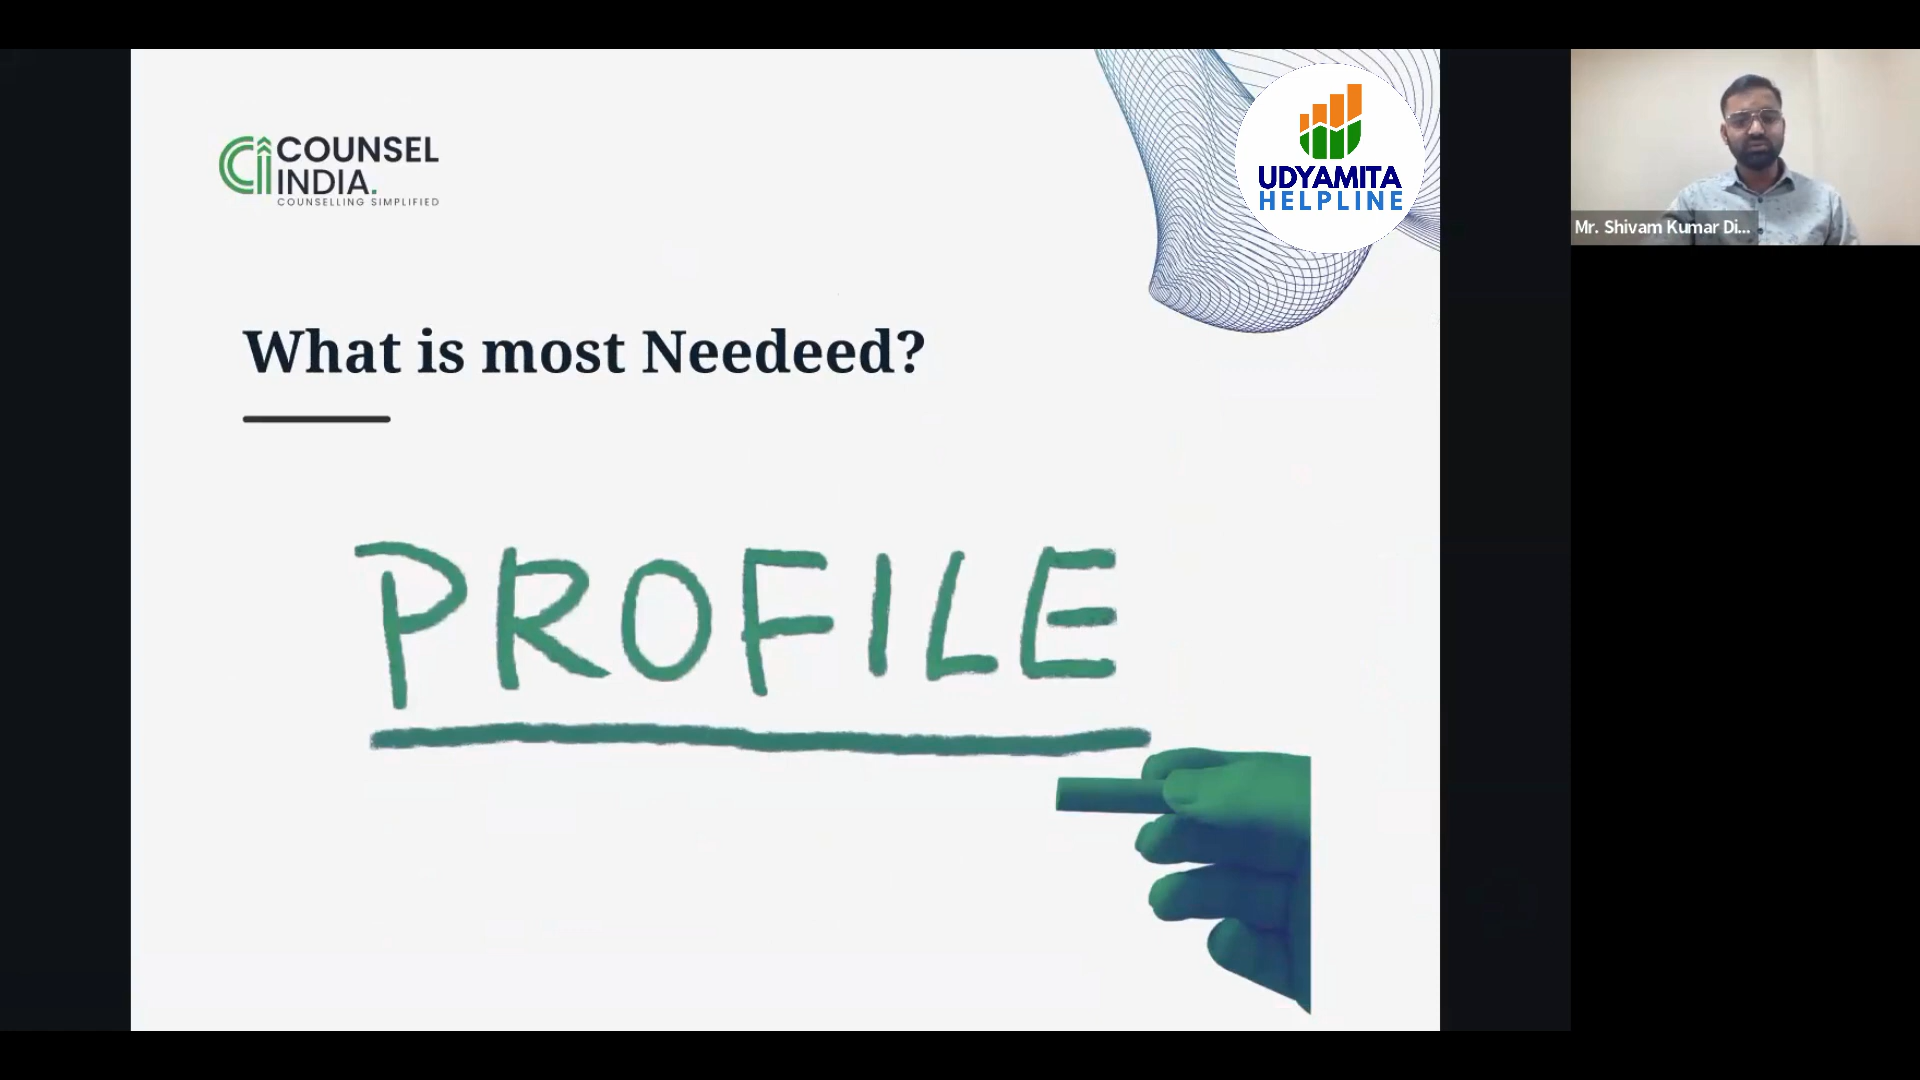 COUNSEL
INDIA.
COUNSELLING SIMPLIFIED
UDYAMITA
HELPLINE
Mr. Shivam Kumar Di...
What is most Needeed?
PROFILE